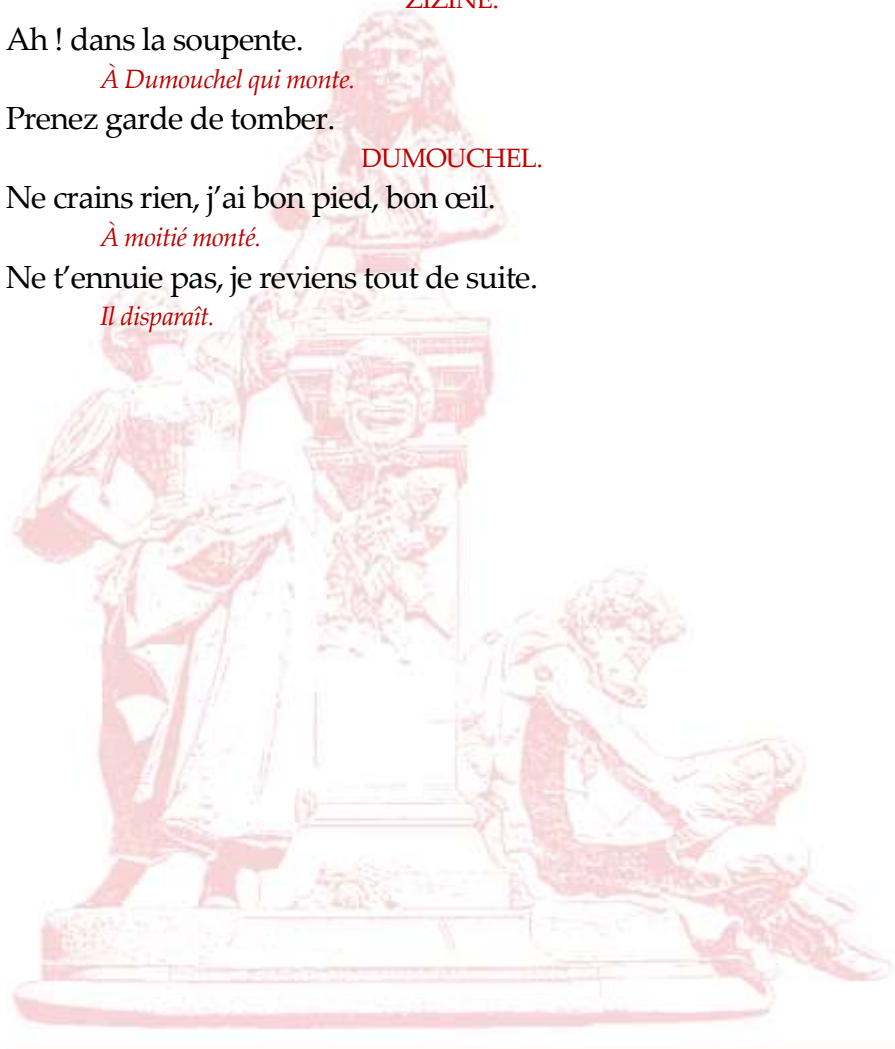 ZIZINE.
Ah ! dans la soupente.
À Dumouchel qui monte.
Prenez garde de tomber.
DUMOUCHEL.
Ne crains rien, j’ai bon pied, bon œil.
À moitié monté.
Ne t’ennuie pas, je reviens tout de suite.
Il disparaît.